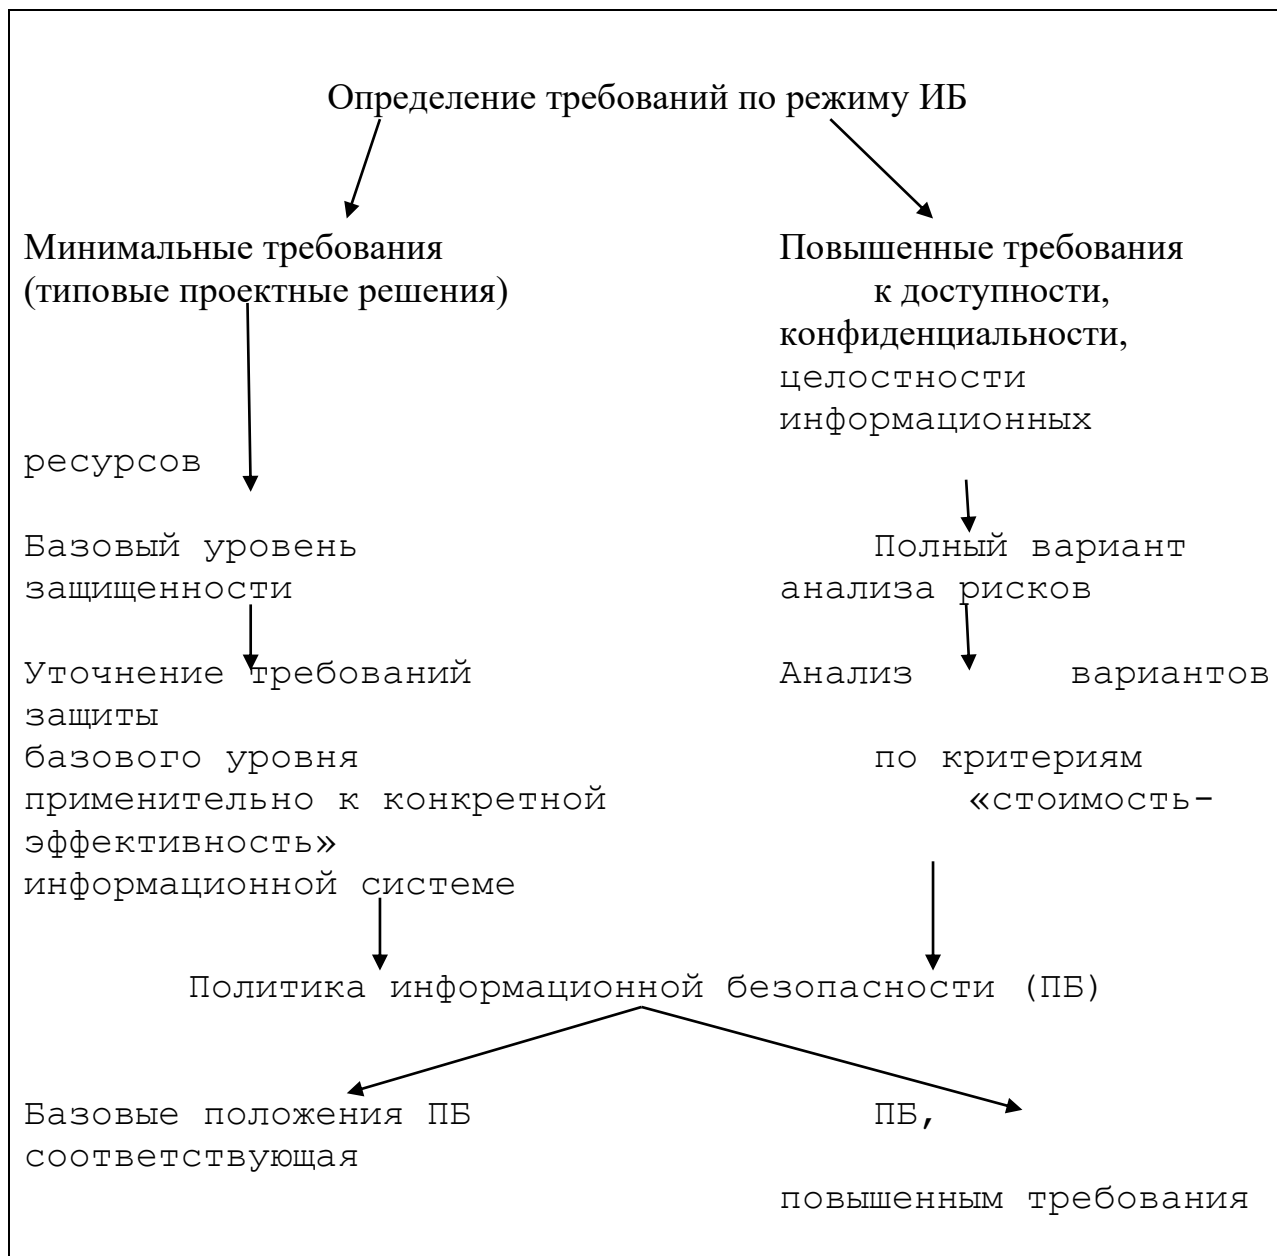 Определение требований по режиму ИБ
Минимальные требования Повышенные требования
(типовые проектные решения) к доступности,
конфиденциальности,
целостности
информационных
ресурсов
Базовый уровень Полный вариант
защищенности анализа рисков
Уточнение требований Анализ вариантов
защиты
базового уровня по критериям
применительно к конкретной «стоимость-
эффективность»
информационной системе
Политика информационной безопасности (ПБ)
Базовые положения ПБ ПБ,
соответствующая
повышенным требования